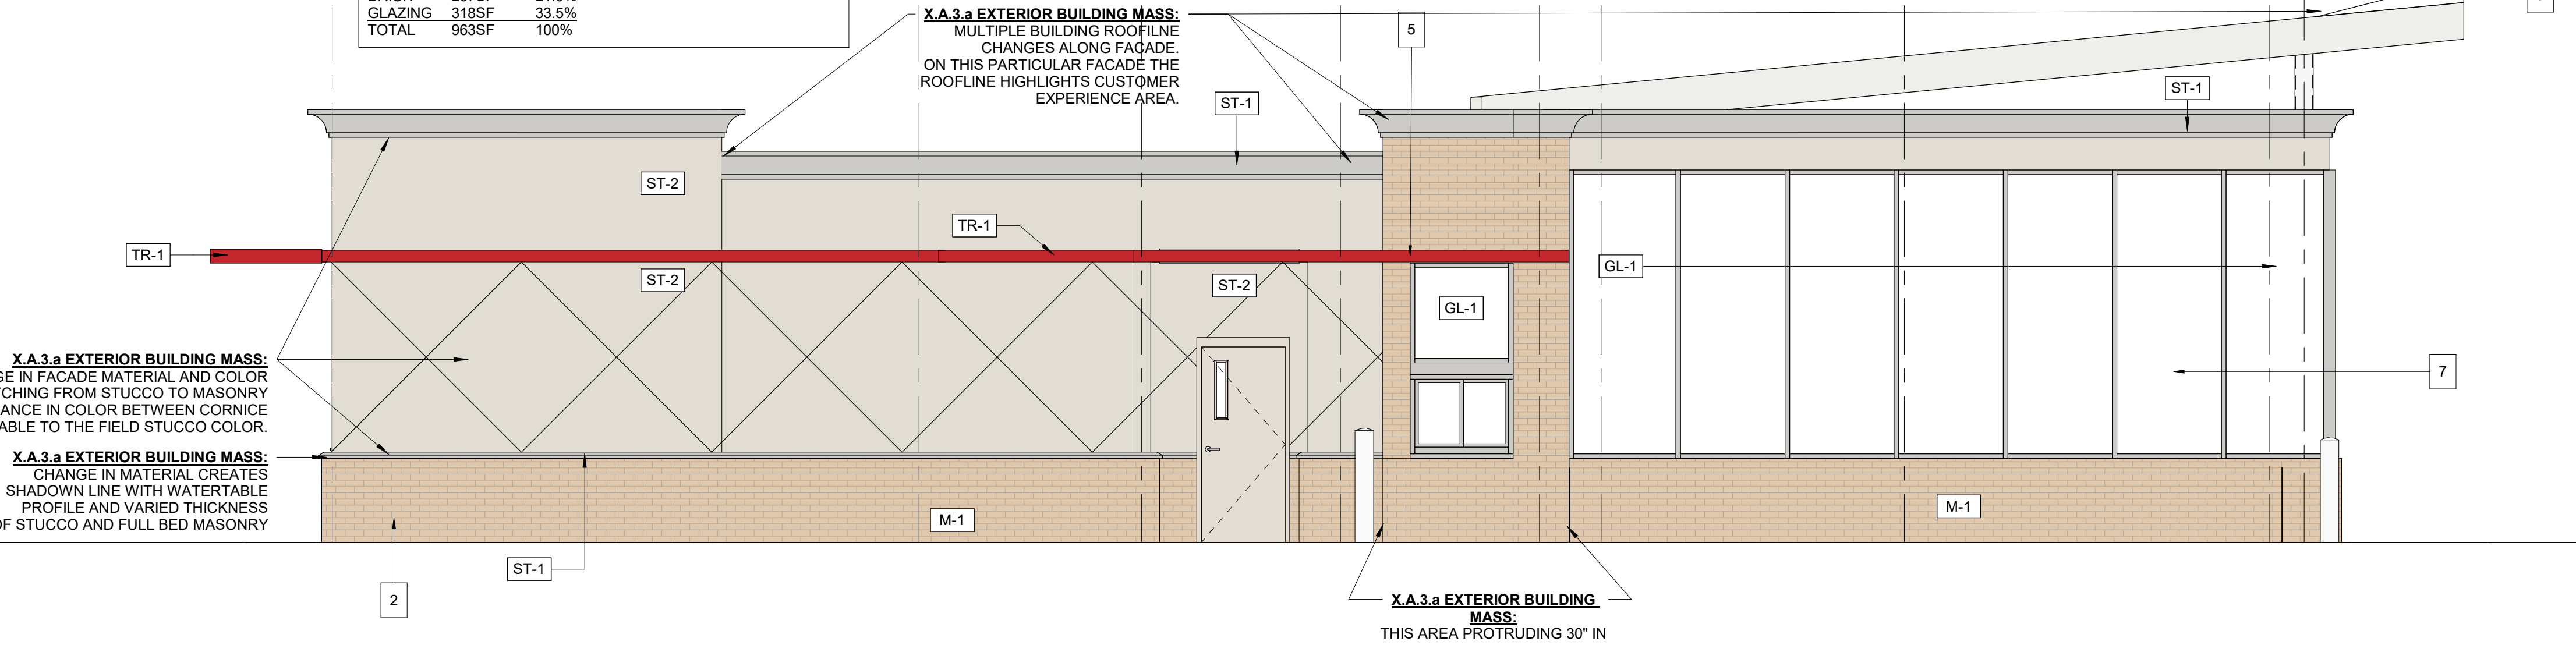 GLAZING 318SF 33.5%
TOTAL 963SF 100%
X.A.3.a EXTERIOR BUILDING MASS:
MULTIPLE BUILDING ROOFILNE
CHANGES ALONG FACADE.
ON THIS PARTICULAR FACADE THE
ROOFLINE HIGHLIGHTS CUSTOMER
EXPERIENCE AREA.
5
ST-1
ST-1
ST-2
TR-1
TR-1
ST-2
ST-2
GL-1
GL-1
X.A.3.a EXTERIOR BUILDING MASS:
IN FACADE MATERIAL AND COLOR
FROM STUCCO TO MASONRY
IN COLOR BETWEEN CORNICE
TO THE FIELD STUCCO COLOR.
7
X.A.3.a EXTERIOR BUILDING MASS:
CHANGE IN MATERIAL CREATES
SHADOWN LINE WITH WATERTABLE
PROFILE AND VARIED THICKNESS
OF STUCCO AND FULL BED MASONRY
M-1
M-1
ST-1
2
X.A.3.a EXTERIOR BUILDING
MASS:
THIS AREA PROTRUDING 30" IN